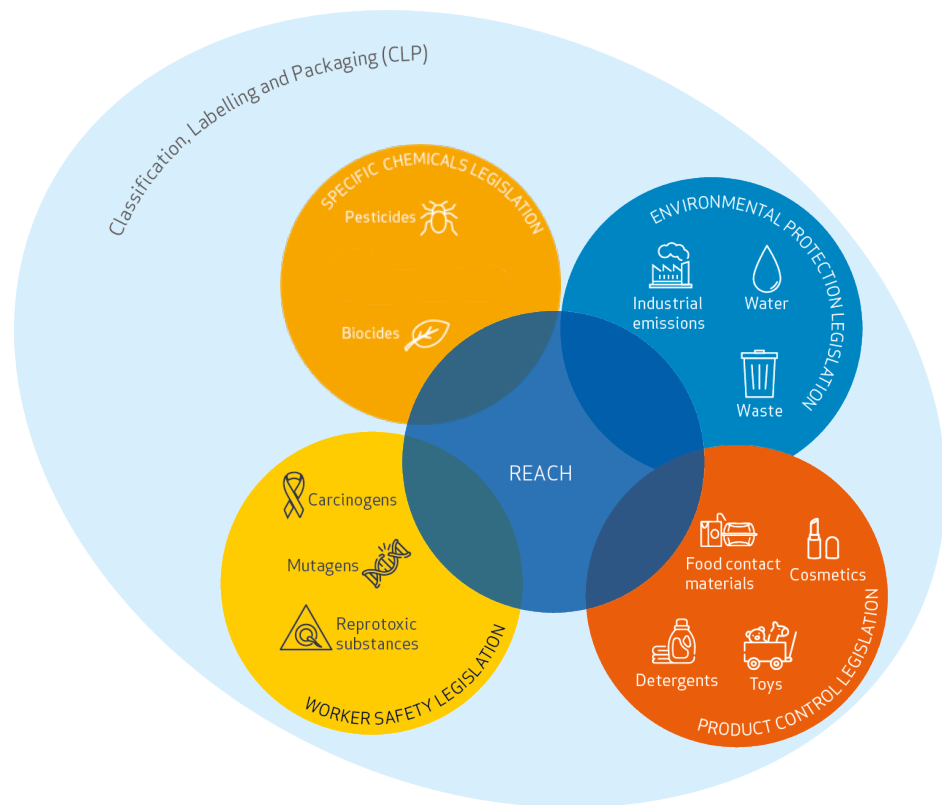 Classification, Labelling and Packaging (CLP)
SPECIFIC CHEMICALS LEGISLATION
Pesticides
Biocides
ENVIRONMENTAL PROTECTION LEGISLATION
Industrial
emissions
Water
Waste
REACH
Carcinogens
Mutagens
Reprotoxic
substances
WORKER SAFETY LEGISLATION
Food contact
materials
Cosmetics
Detergents
Toys
PRODUCT CONTROL LEGISLATION